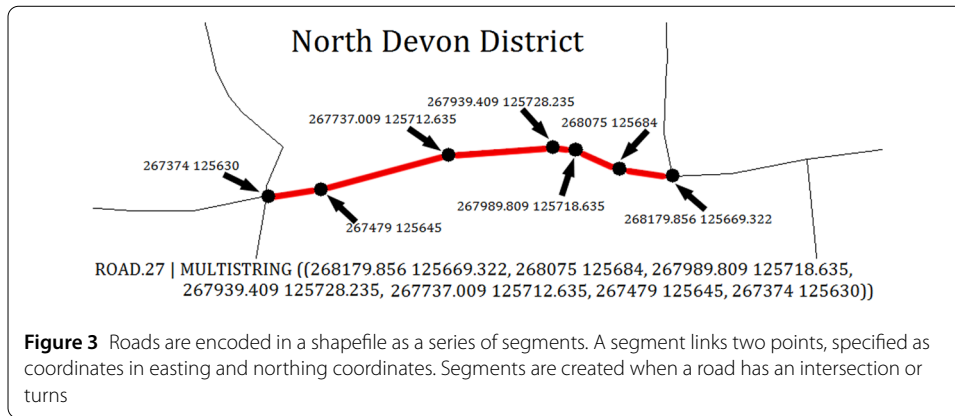 North Devon District
267939.409 125728.235
267737.009 125712.635
268075 125684
267374 125630
267989.809 125718.635
268179.856 125669.322
267479 125645
ROAD.27 | MULTISTRING ((268179.856 125669.322, 268075 125684, 267989.809 125718.635,
267939.409 125728.235, 267737.009 125712.635, 267479 125645, 267374 125630))
Figure 3 Roads are encoded in a shapefile as a series of segments. A segment links two points, specified as
coordinates in easting and northing coordinates. Segments are created when a road has an intersection or
turns